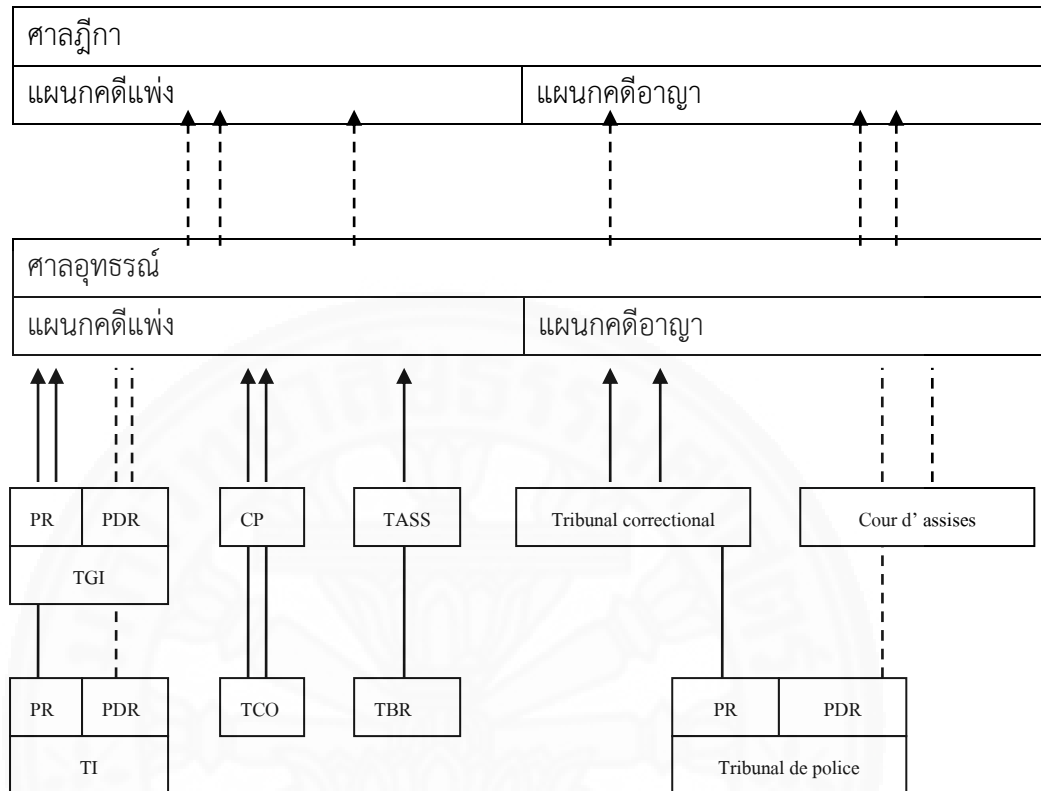 ศาลฎีกา
แผนกคดีแพ่ง แผนกคดีอาญา
ศาลอุทธรณ์
แผนกคดีแพ่ง แผนกคดีอาญา
PR PDR CP TASS Tribunal correctional Cour d’ assises
TGI
PR PDR TCO TBR PR PDR
TI Tribunal de police